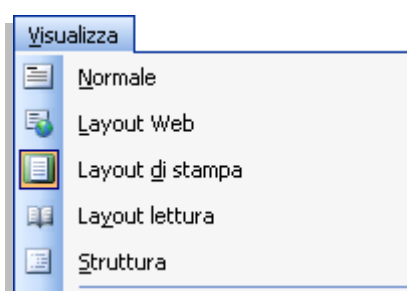 Visualizza
Normale
Layout Web
Layout di stampa
Layout lettura
Struttura